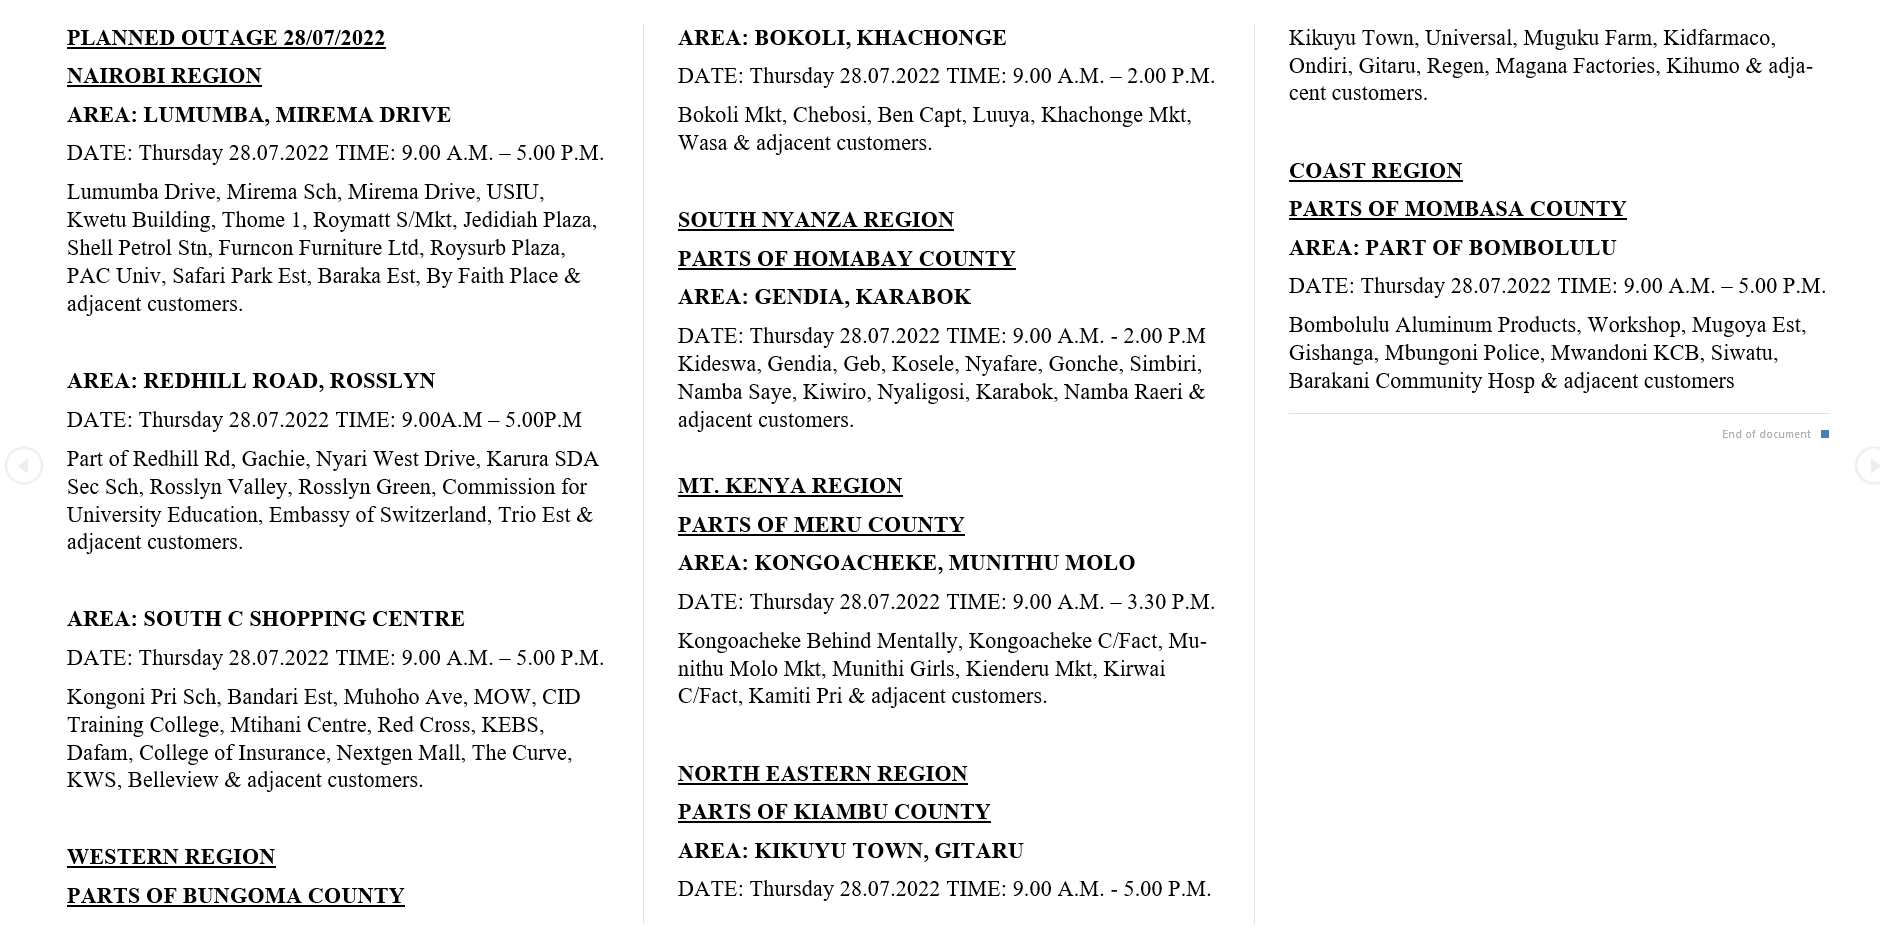 PLANNED OUTAGE 28/07/2022
NAIROBI REGION
AREA: LUMUMBA, MIREMA DRIVE
DATE: Thursday 28.07.2022 TIME: 9.00 A.M. – 5.00 P.M.
Lumumba Drive, Mirema Sch, Mirema Drive, USIU,
Kwetu Building, Thome 1, Roymatt S/Mkt, Jedidiah Plaza,
Shell Petrol Stn, Furncon Furniture Ltd, Roysurb Plaza,
PAC Univ, Safari Park Est, Baraka Est, By Faith Place &
adjacent customers.
AREA: REDHILL ROAD, ROSSLYN
DATE: Thursday 28.07.2022 TIME: 9.00A.M – 5.00P.M
Part of Redhill Rd, Gachie, Nyari West Drive, Karura SDA
Sec Sch, Rosslyn Valley, Rosslyn Green, Commission for
University Education, Embassy of Switzerland, Trio Est &
adjacent customers.
AREA: SOUTH C SHOPPING CENTRE
DATE: Thursday 28.07.2022 TIME: 9.00 A.M. – 5.00 P.M.
Kongoni Pri Sch, Bandari Est, Muhoho Ave, MOW, CID
Training College, Mtihani Centre, Red Cross, KEBS,
Dafam, College of Insurance, Nextgen Mall, The Curve,
KWS, Belleview & adjacent customers.
WESTERN REGION
PARTS OF BUNGOMA COUNTY
AREA: BOKOLI, KHACHONGE
DATE: Thursday 28.07.2022 TIME: 9.00 A.M. – 2.00 P.M.
Bokoli Mkt, Chebosi, Ben Capt, Luuya, Khachonge Mkt,
Wasa & adjacent customers.
SOUTH NYANZA REGION
PARTS OF HOMABAY COUNTY
AREA: GENDIA, KARABOK
DATE: Thursday 28.07.2022 TIME: 9.00 A.M. - 2.00 P.M
Kideswa, Gendia, Geb, Kosele, Nyafare, Gonche, Simbiri,
Namba Saye, Kiwiro, Nyaligosi, Karabok, Namba Raeri &
adjacent customers.
MT. KENYA REGION
PARTS OF MERU COUNTY
AREA: KONGOACHEKE, MUNITHU MOLO
DATE: Thursday 28.07.2022 TIME: 9.00 A.M. – 3.30 P.M.
Kongoacheke Behind Mentally, Kongoacheke C/Fact, Mu-
nithu Molo Mkt, Munithi Girls, Kienderu Mkt, Kirwai
C/Fact, Kamiti Pri & adjacent customers.
NORTH EASTERN REGION
PARTS OF KIAMBU COUNTY
AREA: KIKUYU TOWN, GITARU
DATE: Thursday 28.07.2022 TIME: 9.00 A.M. - 5.00 P.M.
Kikuyu Town, Universal, Muguku Farm, Kidfarmaco,
Ondiri, Gitaru, Regen, Magana Factories, Kihumo & adja-
cent customers.
COAST REGION
PARTS OF MOMBASA COUNTY
AREA: PART OF BOMBOLULU
DATE: Thursday 28.07.2022 TIME: 9.00 A.M. – 5.00 P.M.
Bombolulu Aluminum Products, Workshop, Mugoya Est,
Gishanga, Mbungoni Police, Mwandoni KCB, Siwatu,
Barakani Community Hosp & adjacent customers
End of document